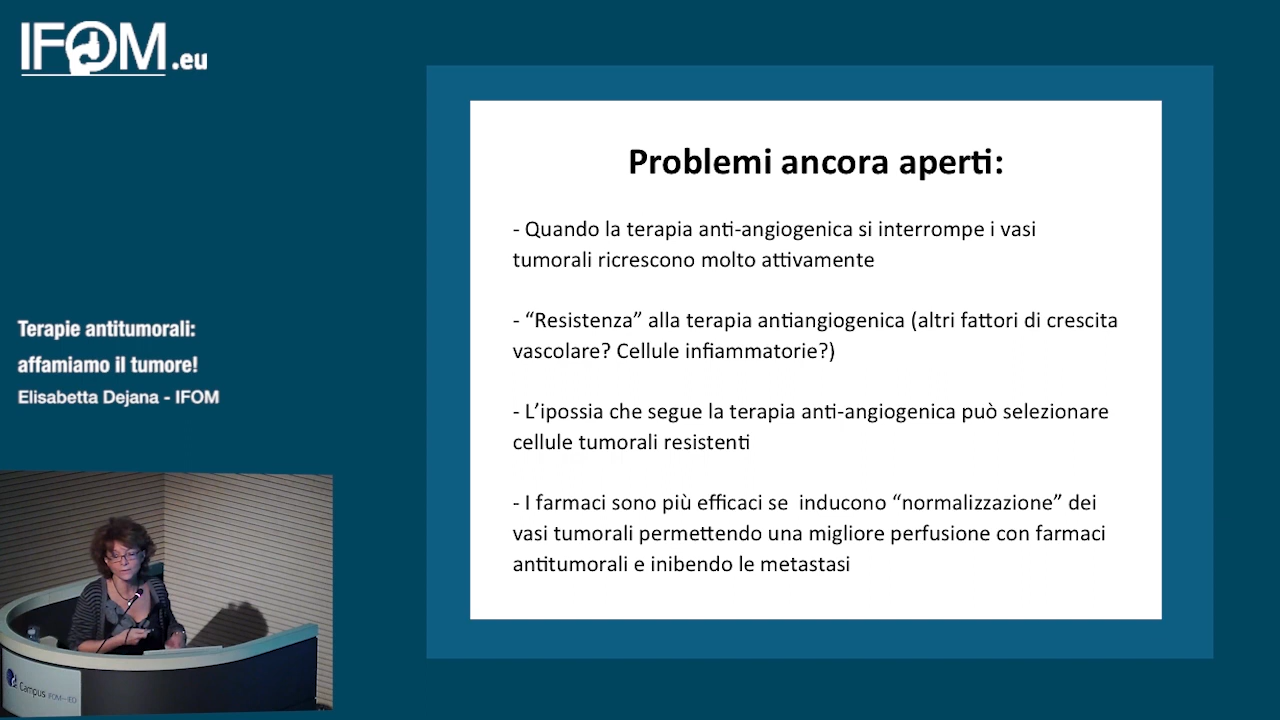 IFOM.eu
Terapie antitumorali:
affamiamo il tumore!
Elisabetta Dejana - IFOM
Campus IFOM-IEO
Problemi ancora aperti:
- Quando la terapia anti-angiogenica si interrompe i vasi
tumorali ricrescono molto attivamente
- “Resistenza” alla terapia antiangiogenica (altri fattori di crescita
vascolare? Cellule infiammatorie?)
- L’ipossia che segue la terapia anti-angiogenica può selezionare
cellule tumorali resistenti
- I farmaci sono più efficaci se  inducono “normalizzazione” dei
vasi tumorali permettendo una migliore perfusione con farmaci
antitumorali e inibendo le metastasi